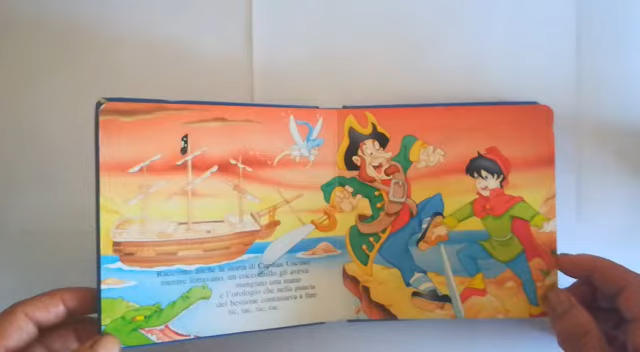 Raccontò anche la storia di Capitan Uncino:
mentre lottavano, un coccodrillo gli aveva
mangiato una mano
e l'orologio che nella pancia
del bestione continuava a fare
tic, tac, tic, tac.